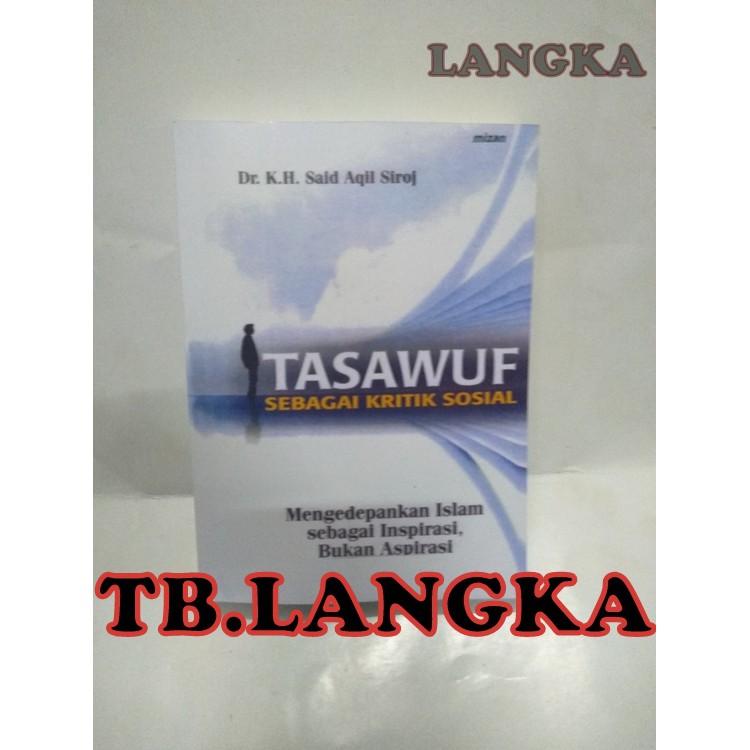 LANGKA
mizan
Dr. K.H. Said Aqil Siroj
TASAWUF
SEBAGAI KRITIK SOSIAL
Mengedepankan Islam
sebagai Inspirasi,
Bukan Aspirasi
TB.LANGKA